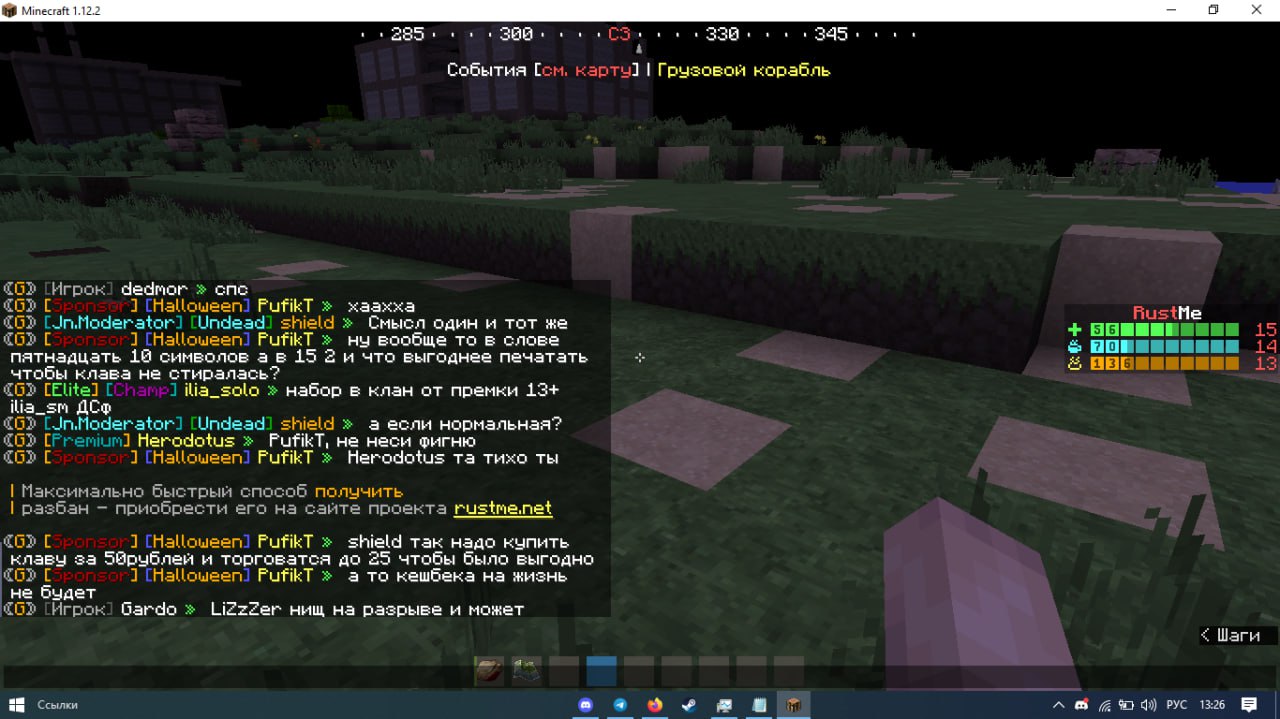 Minecraft 1.12.2
285 300 СЗ 330 345
События [см. карту] | Грузовой корабль
(G) [Игрок] dedmor » спс
(G) [Sponsor] [Halloween] PufikT » хааxха
(G) [Jn.Moderator] [Undead] shield » Смысл один и тот же
(G) [Sponsor] [Halloween] PufikT » ну вообще то в слове
пятнадцать 10 символов а в 15 2 и что выгоднее печатать
чтобы клава не стиралась?
(G) [Elite] [Champ] ilia_solo » набор в клан от премки 13+
ilia_sm ДСф
(G) [Jn.Moderator] [Undead] shield » а если нормальная?
(G) [Premium] Herodotus » PufikT, не неси фигню
(G) [Sponsor] [Halloween] PufikT » Herodotus та тихо ты
| Максимально быстрый способ получить
| разбан – приобрести его на сайте проекта rustme.net
(G) [Sponsor] [Halloween] PufikT » shield так надо купить
клаву за 50рублей и торговатся до 25 чтобы было выгодно
(G) [Sponsor] [Halloween] PufikT » а то кешбека на жизнь
не будет
(G) [Игрок] Gardo » LiZzZer нищ на разрыве и может
RustMe
56 15
70 14
136 13
< Шаги
Ссылки
РУС 13:26